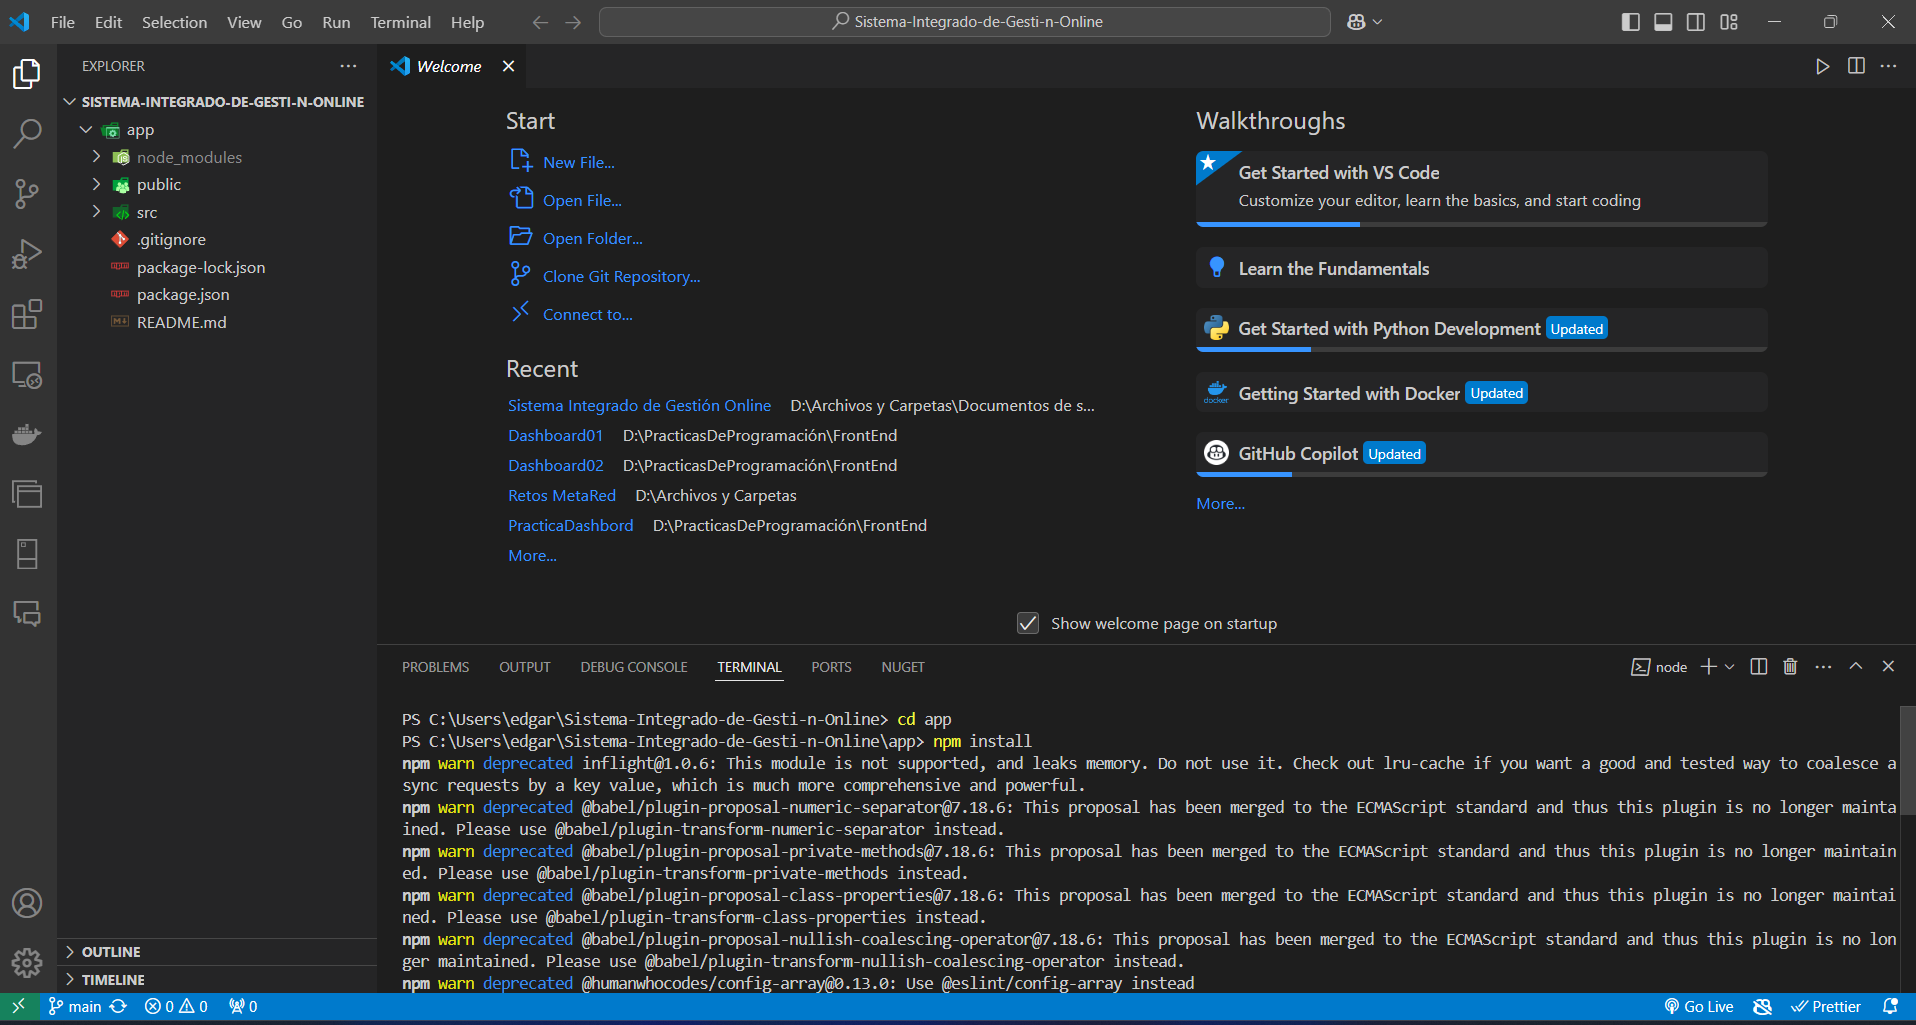 File Edit Selection View Go Run Terminal Help
Sistema-Integrado-de-Gesti-n-Online
EXPLORER
SISTEMA-INTEGRADO-DE-GESTI-N-ONLINE
app
node_modules
public
src
.gitignore
package-lock.json
package.json
README.md
OUTLINE
TIMELINE
Welcome
Start
New File...
Open File...
Open Folder...
Clone Git Repository...
Connect to...
Recent
Sistema Integrado de Gestión Online D:\Archivos y Carpetas\Documentos de s...
Dashboard01 D:\PracticasDeProgramación\FrontEnd
Dashboard02 D:\PracticasDeProgramación\FrontEnd
Retos MetaRed D:\Archivos y Carpetas
PracticaDashbord D:\PracticasDeProgramación\FrontEnd
More...
Walkthroughs
Get Started with VS Code
Customize your editor, learn the basics, and start coding
Learn the Fundamentals
Get Started with Python Development Updated
docker
Getting Started with Docker Updated
GitHub Copilot Updated
More...
Show welcome page on startup
PROBLEMS OUTPUT DEBUG CONSOLE TERMINAL PORTS NUGET
node
PS C:\Users\edgar\Sistema-Integrado-de-Gesti-n-Online> cd app
PS C:\Users\edgar\Sistema-Integrado-de-Gesti-n-Online\app> npm install
npm warn deprecated inflight@1.0.6: This module is not supported, and leaks memory. Do not use it. Check out lru-cache if you want a good and tested way to coalesce a
sync requests by a key value, which is much more comprehensive and powerful.
npm warn deprecated @babel/plugin-proposal-numeric-separator@7.18.6: This proposal has been merged to the ECMAScript standard and thus this plugin is no longer mainta
ined. Please use @babel/plugin-transform-numeric-separator instead.
npm warn deprecated @babel/plugin-proposal-private-methods@7.18.6: This proposal has been merged to the ECMAScript standard and thus this plugin is no longer maintain
ed. Please use @babel/plugin-transform-private-methods instead.
npm warn deprecated @babel/plugin-proposal-class-properties@7.18.6: This proposal has been merged to the ECMAScript standard and thus this plugin is no longer maintai
ned. Please use @babel/plugin-transform-class-properties instead.
npm warn deprecated @babel/plugin-proposal-nullish-coalescing-operator@7.18.6: This proposal has been merged to the ECMAScript standard and thus this plugin is no lon
ger maintained. Please use @babel/plugin-transform-nullish-coalescing-operator instead.
npm warn deprecated @humanwhocodes/config-array@0.13.0: Use @eslint/config-array instead
main 0 0 0 Go Live Prettier